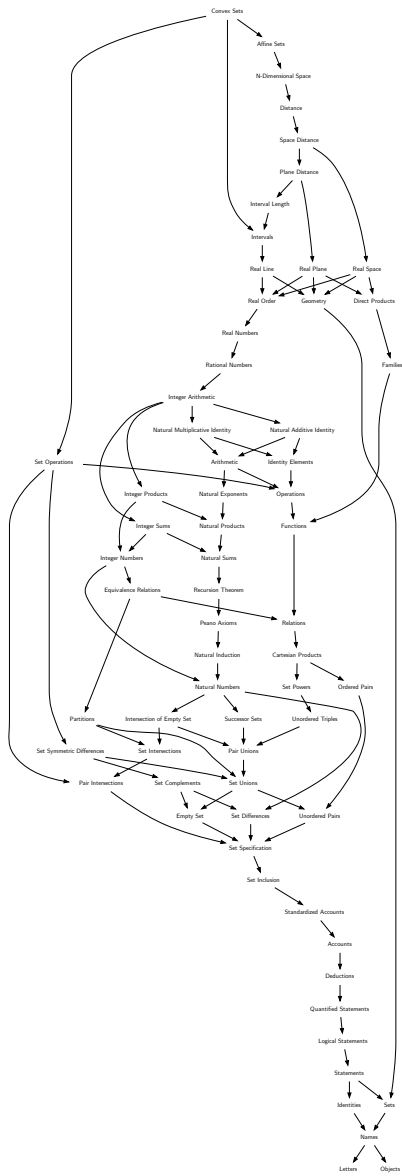 Convex Sets
Affine Sets
N-Dimensional Space
Distance
Space Distance
Plane Distance
Interval Length
Intervals
Real Line Real Plane Real Space
Real Order Geometry Direct Products
Real Numbers
Rational Numbers Families
Integer Arithmetic
Natural Multiplicative Identity Natural Additive Identity
Set Operations Arithmetic Identity Elements
Integer Products Natural Exponents Operations
Integer Sums Natural Products Functions
Integer Numbers Natural Sums
Equivalence Relations Recursion Theorem
Peano Axioms Relations
Natural Induction Cartesian Products
Natural Numbers Set Powers Ordered Pairs
Partitions Intersection of Empty Set Successor Sets Unordered Triples
Set Symmetric Differences Set Intersections Pair Unions
Pair Intersections Set Complements Set Unions
Empty Set Set Differences Unordered Pairs
Set Specification
Set Inclusion
Standardized Accounts
Accounts
Deductions
Quantified Statements
Logical Statements
Statements
Identities Sets
Names
Letters Objects